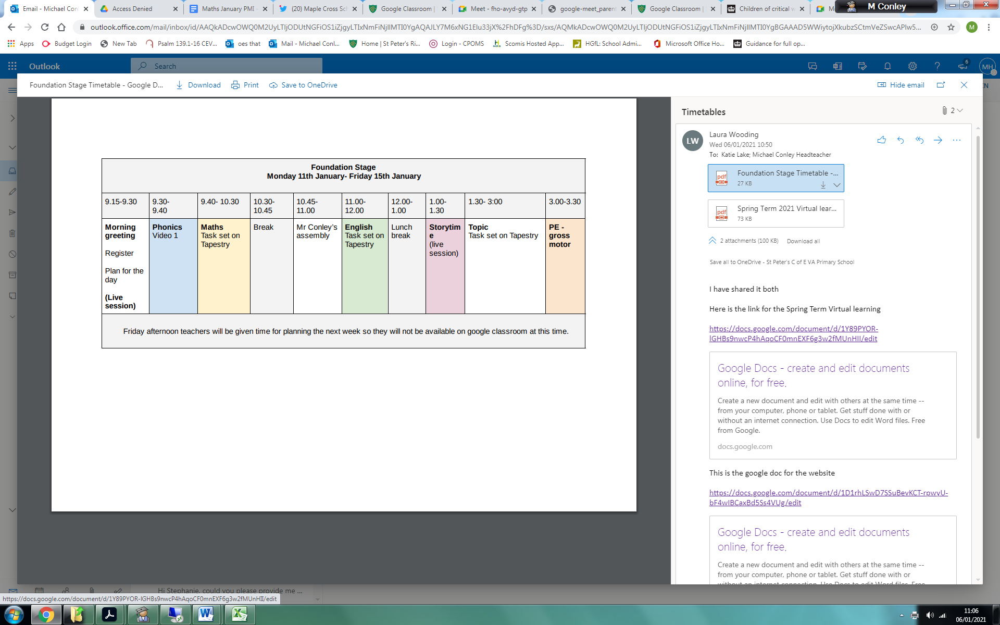 Email - Michael Con
Access Denied
Maths January PMI -
(20) Maple Cross Sch
Google Classroom |
Meet - fho-avyd-gtp
google-meet_parent
Google Classroom |
Children of critical w
M Conley
outlook.office.com/mail/inbox/id/AAQkADcwOWQ0M2UyLTljODUtNGFiOS1iZjgyLTIxNmFiNjllMTI0YgAQAJLY7M6xNG1Elu33jX%2FhDFg%3D/sxs/AQMkADcwOWQ0M2UyLTljODUtNGFiOS1iZjgyLTIxNmFiNjllMTI0YgBGAAAD5WWiytojXkubzSCtmVeZSwcAPlw5...
M
Apps
Budget Login
New Tab
Psalm 139.1-16 CEV...
oes that
Mail - Michael Conl...
Home | St Peter's Ri...
Login - CPOMS
Scomis Hosted App...
HGfL: School Admi...
Microsoft Office Ho...
Guidance for full op...
Outlook
Search
6
MH
Foundation Stage Timetable - Google D...
Download
Print
Save to OneDrive
Hide email
Foundation Stage
Monday 11th January- Friday 15th January
9.15-9.30
9.30-
9.40
9.40- 10.30
10.30-
10.45
10.45-
11.00
11.00-
12.00
12.00-
1.00
1.00-
1.30
1.30- 3:00
3.00-3.30
Morning
greeting
Register
Plan for the
day
(Live
session)
Phonics
Video 1
Maths
Task set on
Tapestry
Break
Mr Conley's
assembly
English
Task set on
Tapestry
Lunch
break
Storytim
e
(live
session)
Topic
Task set on Tapestry
PE -
gross
motor
Friday afternoon teachers will be given time for planning the next week so they will not be available on google classroom at this time.
Timetables
2
LW
Laura Wooding
Wed 06/01/2021 10:50
To: Katie Lake; Michael Conley Headteacher
pdf
Foundation Stage Timetable -...
27 KB
pdf
Spring Term 2021 Virtual lear...
73 KB
2 attachments (100 KB)
Download all
Save all to OneDrive - St Peter's C of E VA Primary School
I have shared it both
Here is the link for the Spring Term Virtual learning
https://docs.google.com/document/d/1Y89PYOR-
lGHBs9nwcP4hAqoCF0mnEXF6g3w2fMUnHII/edit
Google Docs - create and edit documents
online, for free.
Create a new document and edit with others at the same time --
from your computer, phone or tablet. Get stuff done with or
without an internet connection. Use Docs to edit Word files. Free
from Google.
docs.google.com
This is the google doc for the website
https://docs.google.com/document/d/1D1rhLSwD7SSuBevKCT-rpwyU-
bF4wIBCaxBd5Ss4VUg/edit
Google Docs - create and edit documents
online, for free.
Create a new document and edit with others at the same time --
from your computer, phone or tablet. Get stuff done with or
without an internet connection. Use Docs to edit Word files. Free
Hi Stephanie, could you please provide me ...
https://docs.google.com/document/d/1Y89PYOR-lGHBs9nwcP4hAqoCF0mnEXF6g3w2fMUnHII/edit
11:06
06/01/2021